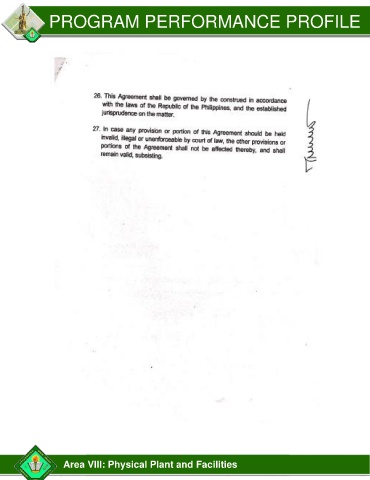 PROGRAM PERFORMANCE PROFILE
26. This Agreement shall be governed by the construed in accordance
with the laws of the Republic of the Philippines, and the established
jurisprudence on the matter.
27. In case any provision or portion of this Agreement should be held
invalid, illegal or unenforceable by court of law, the other provisions or
portions of the Agreement shall not be affected thereby, and shall
remain valid, subsisting.
Area VIII: Physical Plant and Facilities